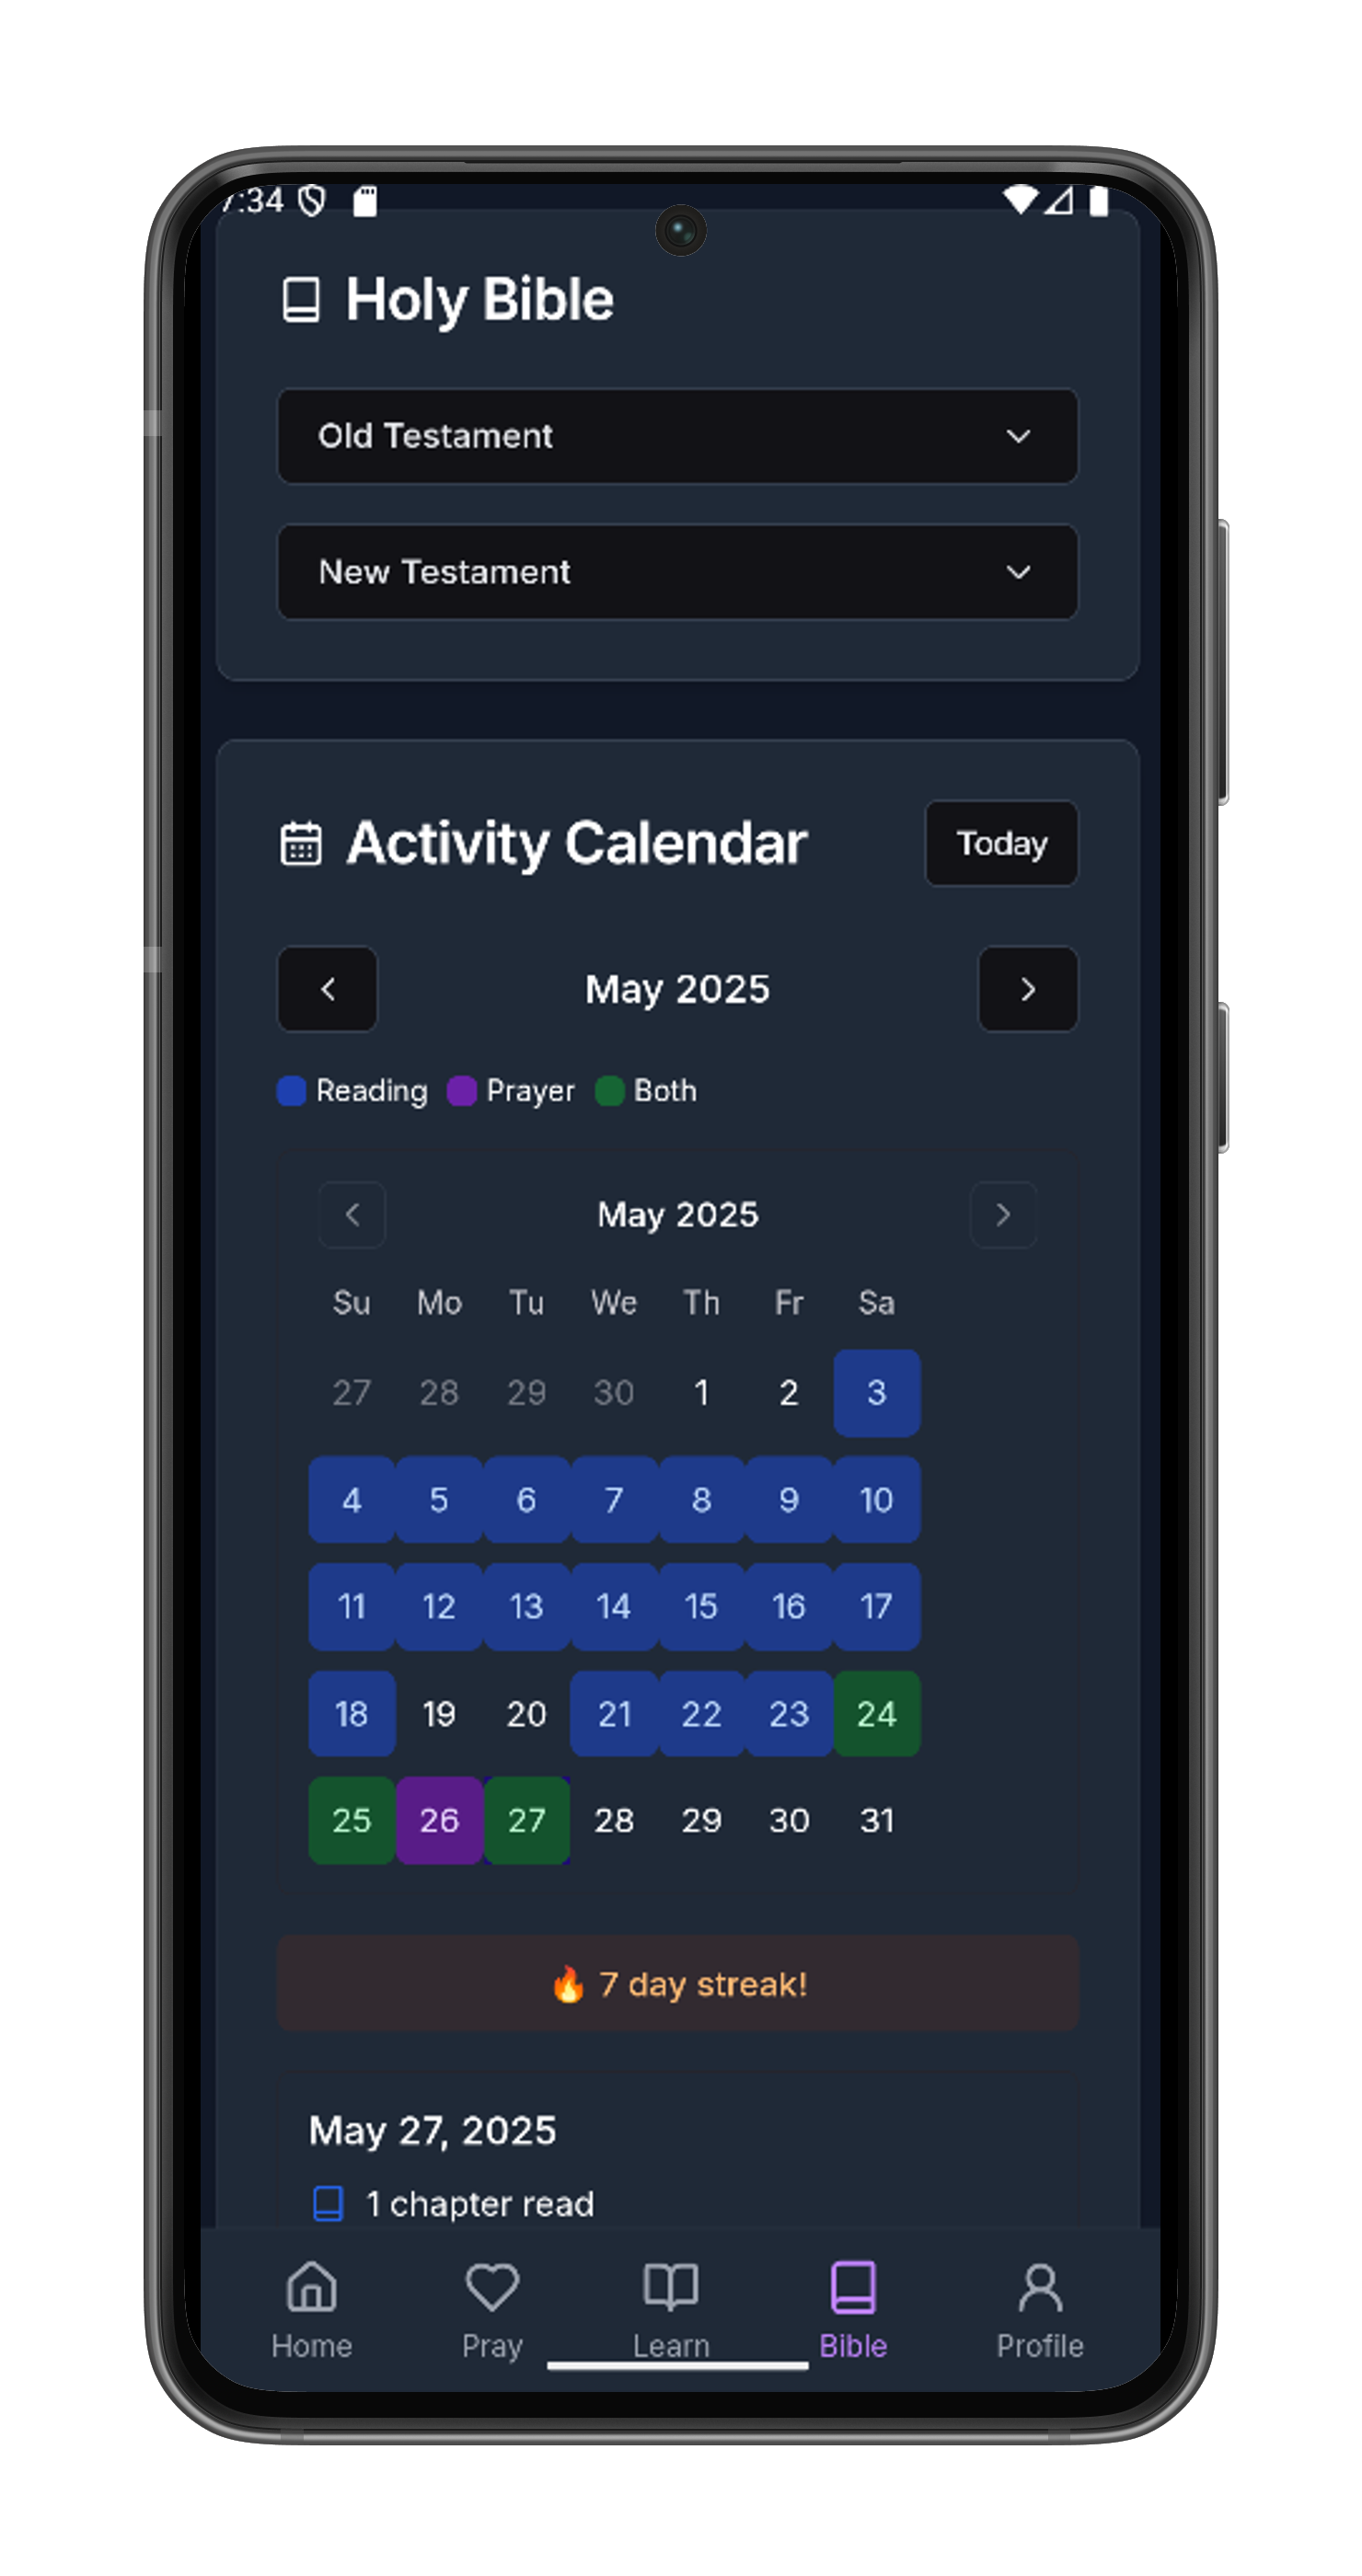 7:34
Holy Bible
Old Testament
New Testament
Activity Calendar
Today
May 2025
Reading Prayer Both
May 2025
Su Mo Tu We Th Fr Sa
27 28 29 30 1 2 3
4 5 6 7 8 9 10
11 12 13 14 15 16 17
18 19 20 21 22 23 24
25 26 27 28 29 30 31
🔥 7 day streak!
May 27, 2025
1 chapter read
Home Pray Learn Bible Profile